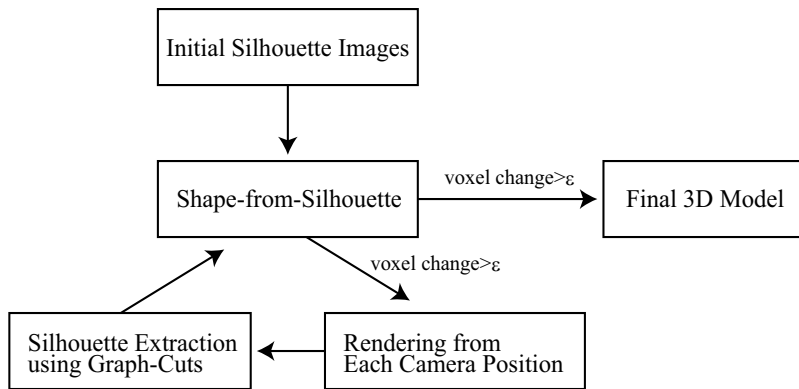 Initial Silhouette Images
voxel change>ε
Shape-from-Silhouette
Final 3D Model
voxel change>ε
Silhouette Extraction
using Graph-Cuts
Rendering from
Each Camera Position